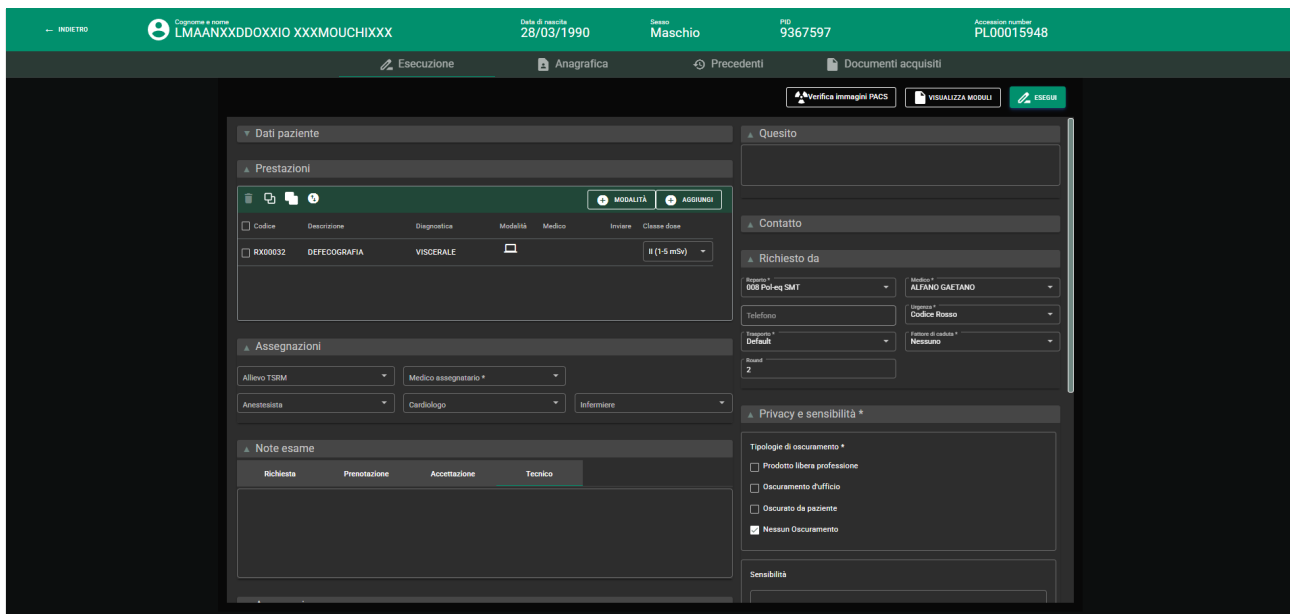 ← INDIETRO
Cognome e nome
LMAANXXDDOXXIO XXXMOUCHIXXX
Data di nascita
28/03/1990
Sesso
Maschio
PID
9367597
Accession number
PL00015948
Esecuzione
Anagrafica
Precedenti
Documenti acquisiti
Verifica immagini PACS
VISUALIZZA MODULI
ESEGUI
Dati paziente
Prestazioni
MODALITÀ
AGGIUNGI
Codice Descrizione Diagnostica Modalità Medico Inviare Classe dose
RX00032 DEFECOGRAFIA VISCERALE II (1-5 mSv)
Assegnazioni
Allievo TSRM
Medico assegnatario *
Anestesista
Cardiologo
Infermiere
Note esame
Richiesta Prenotazione Accettazione Tecnico
Quesito
Contatto
Richiesto da
Reparto *
008 Pol-eq SMT
Medico *
ALFANO GAETANO
Telefono
Urgenza *
Codice Rosso
Trasporto *
Default
Fattore di caduta *
Nessuno
Round
2
Privacy e sensibilità *
Tipologie di oscuramento *
Prodotto libera professione
Oscuramento d'ufficio
Oscurato da paziente
Nessun Oscuramento
Sensibilità